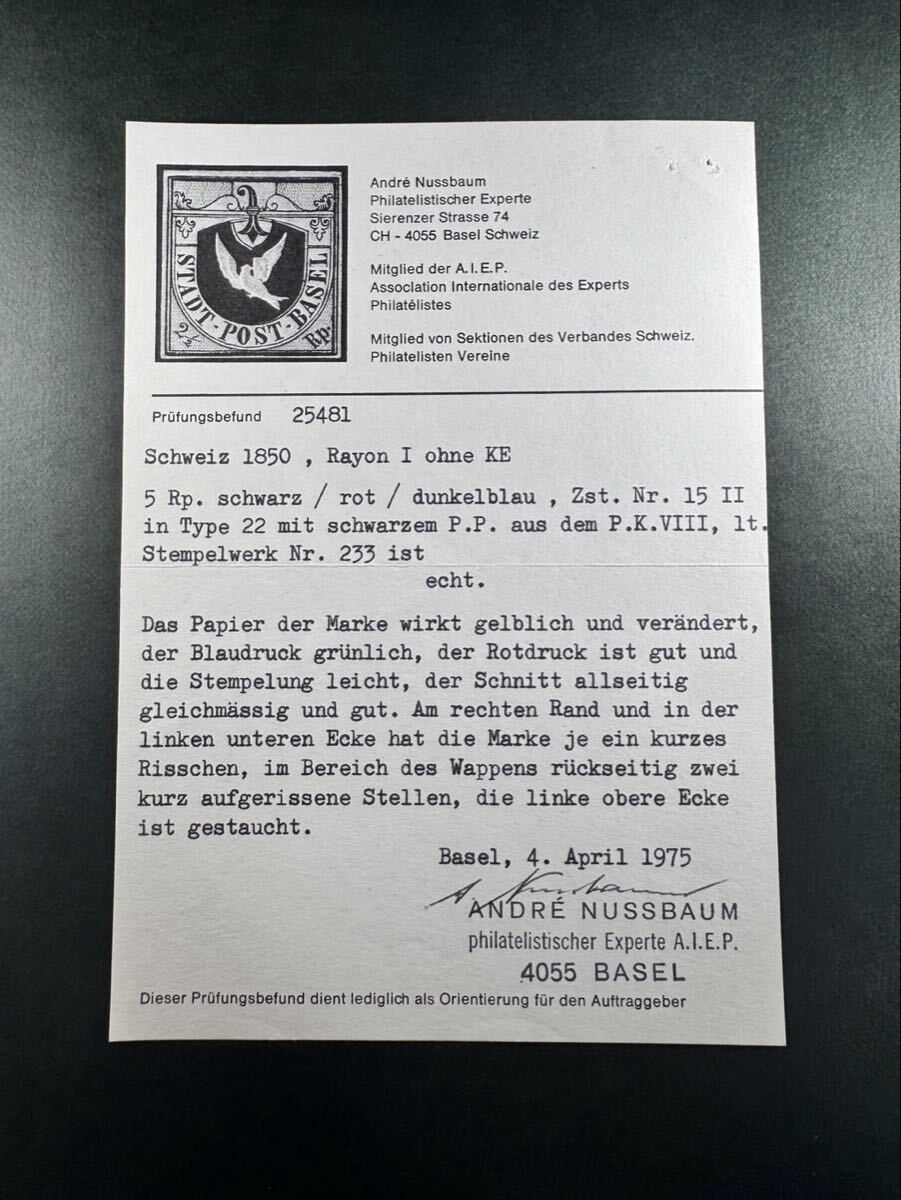 STADT-POST-BASEL
2½ Rp.
André Nussbaum
Philatelistischer Experte
Sierenzer Strasse 74
CH - 4055 Basel Schweiz
Mitglied der A.I.E.P.
Association Internationale des Experts
Philatélistes
Mitglied von Sektionen des Verbandes Schweiz.
Philatelisten Vereine
Prüfungsbefund 25481
Schweiz 1850 , Rayon I ohne KE
5 Rp. schwarz / rot / dunkelblau , Zst. Nr. 15 II
in Type 22 mit schwarzem P.P. aus dem P.K.VIII, lt.
Stempelwerk Nr. 233 ist
echt.
Das Papier der Marke wirkt gelblich und verändert,
der Blaudruck grünlich, der Rotdruck ist gut und
die Stempelung leicht, der Schnitt allseitig
gleichmässig und gut. Am rechten Rand und in der
linken unteren Ecke hat die Marke je ein kurzes
Risschen, im Bereich des Wappens rückseitig zwei
kurz aufgerissene Stellen, die linke obere Ecke
ist gestaucht.
Basel, 4. April 1975
A. Nussbaum
ANDRÉ NUSSBAUM
philatelistischer Experte A.I.E.P.
4055 BASEL
Dieser Prüfungsbefund dient lediglich als Orientierung für den Auftraggeber